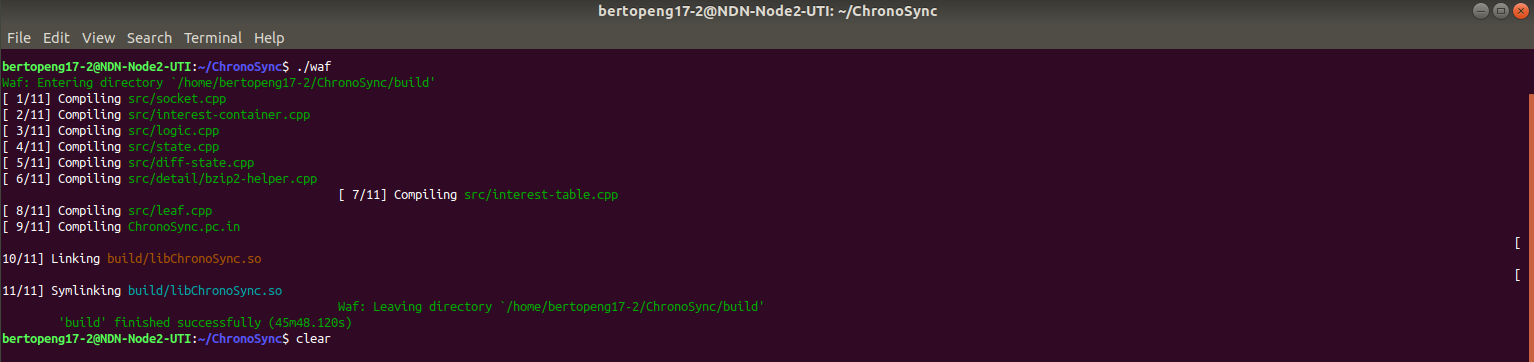 bertopeng17-2@NDN-Node2-UTI: ~/ChronoSync
File Edit View Search Terminal Help
bertopeng17-2@NDN-Node2-UTI:~/ChronoSync$ ./waf
Waf: Entering directory `/home/bertopeng17-2/ChronoSync/build'
[ 1/11] Compiling src/socket.cpp
[ 2/11] Compiling src/interest-container.cpp
[ 3/11] Compiling src/logic.cpp
[ 4/11] Compiling src/state.cpp
[ 5/11] Compiling src/diff-state.cpp
[ 6/11] Compiling src/detail/bzip2-helper.cpp
[ 7/11] Compiling src/interest-table.cpp
[ 8/11] Compiling src/leaf.cpp
[ 9/11] Compiling ChronoSync.pc.in
[
10/11] Linking build/libChronoSync.so
[
11/11] Symlinking build/libChronoSync.so
Waf: Leaving directory `/home/bertopeng17-2/ChronoSync/build'
'build' finished successfully (45m48.120s)
bertopeng17-2@NDN-Node2-UTI:~/ChronoSync$ clear